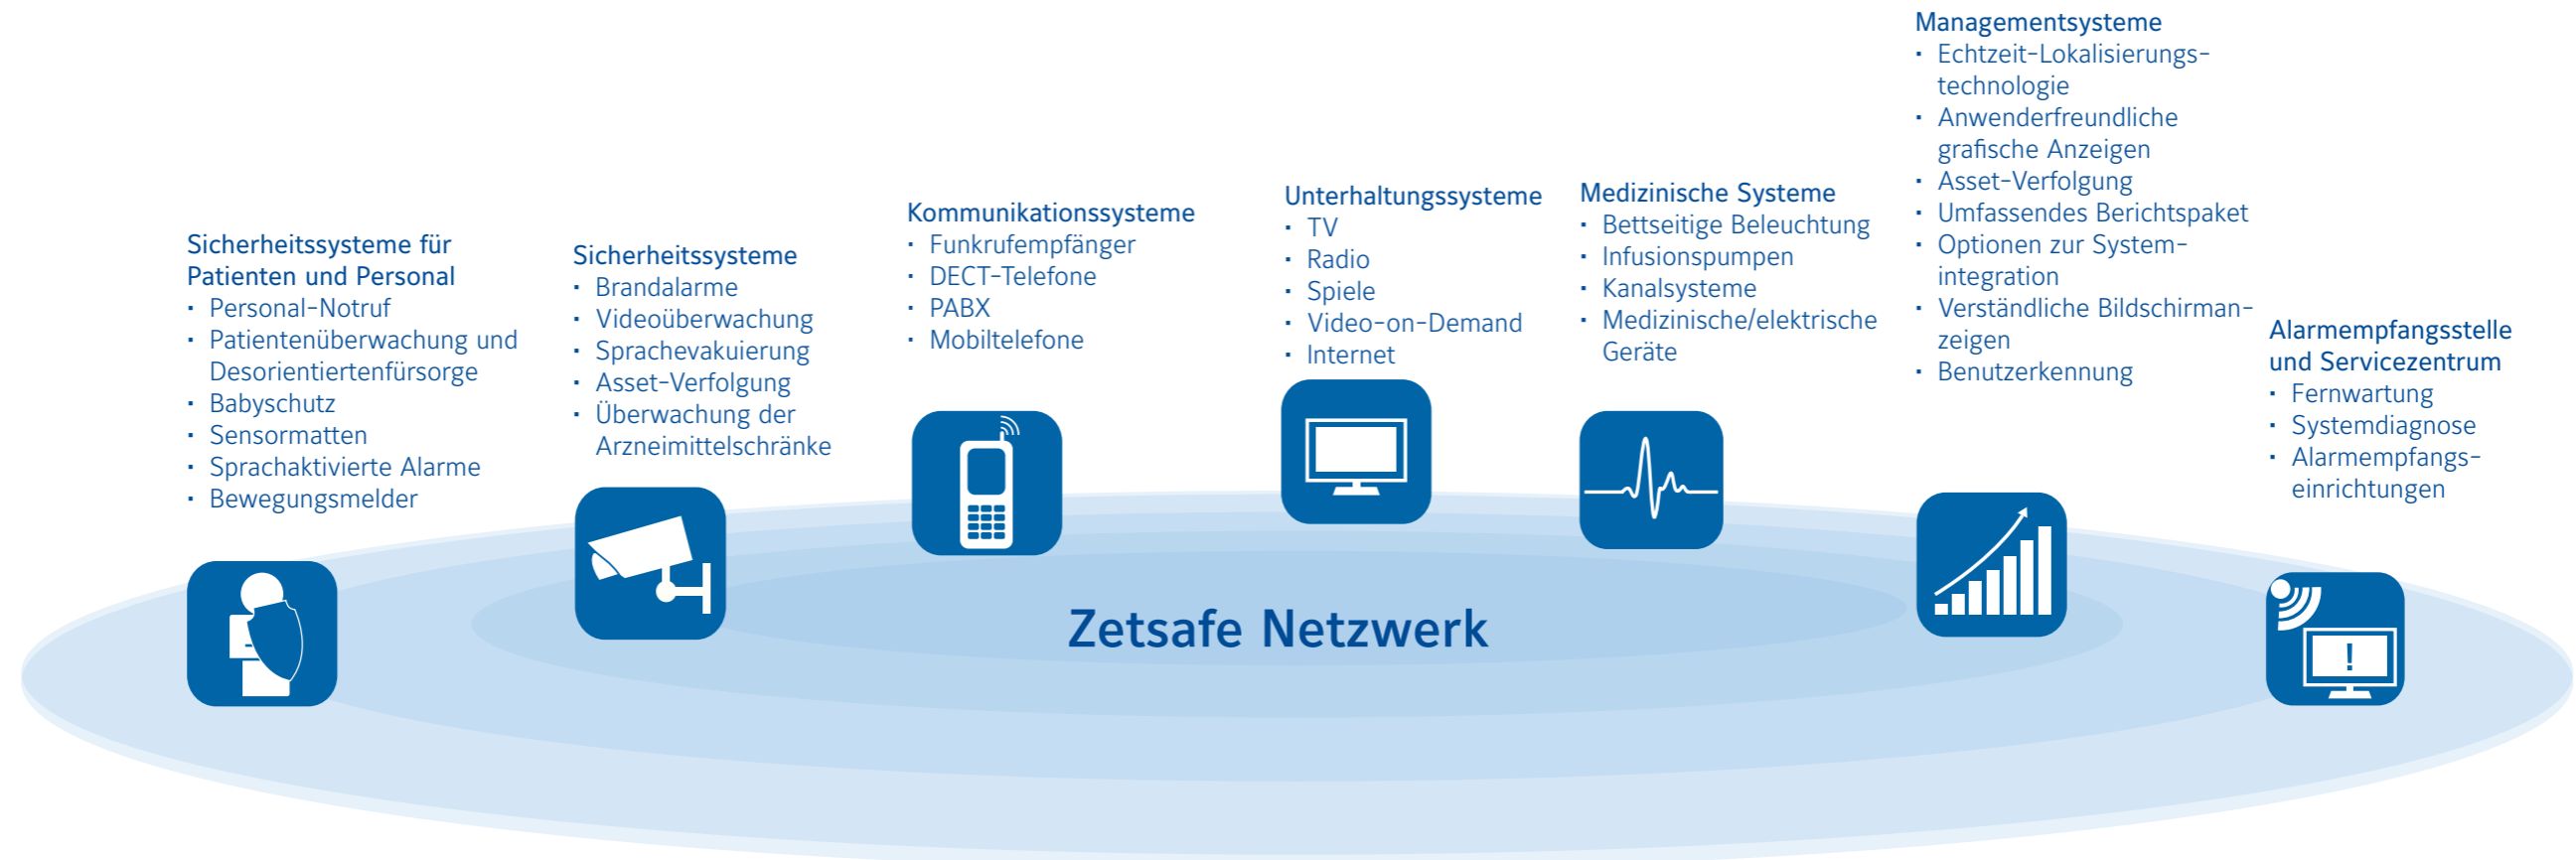 Sicherheitssysteme für
Patienten und Personal
· Personal-Notruf
· Patientenüberwachung und
Desorientiertenfürsorge
· Babyschutz
· Sensormatten
· Sprachaktivierte Alarme
· Bewegungsmelder
Sicherheitssysteme
· Brandalarme
· Videoüberwachung
· Sprachevakuierung
· Asset-Verfolgung
· Überwachung der
Arzneimittelschränke
Kommunikationssysteme
· Funkrufempfänger
· DECT-Telefone
· PABX
· Mobiltelefone
Unterhaltungssysteme
· TV
· Radio
· Spiele
· Video-on-Demand
· Internet
Medizinische Systeme
· Bettseitige Beleuchtung
· Infusionspumpen
· Kanalsysteme
· Medizinische/elektrische
Geräte
Managementsysteme
· Echtzeit-Lokalisierungs-
technologie
· Anwenderfreundliche
grafische Anzeigen
· Asset-Verfolgung
· Umfassendes Berichtspaket
· Optionen zur System-
integration
· Verständliche Bildschirman-
zeigen
· Benutzerkennung
Alarmempfangsstelle
und Servicezentrum
· Fernwartung
· Systemdiagnose
· Alarmempfangs-
einrichtungen
!
Zetsafe Netzwerk